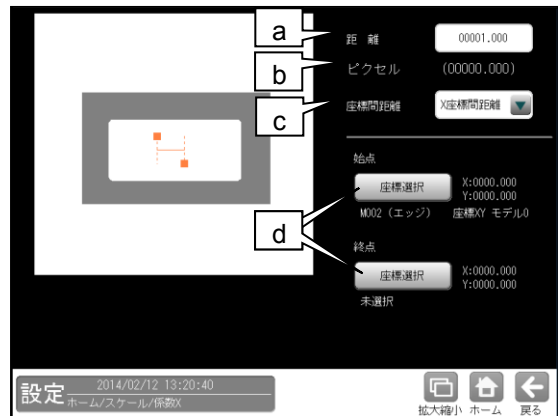 a
距 離
00001.000
b
ピクセル
(00000.000)
c
座標間距離
X座標間距離
始点
座標選択
X:0000.000
Y:0000.000
M002 (エッジ) 座標XY モデル0
d
終点
座標選択
X:0000.000
Y:0000.000
未選択
設定
2014/02/12 13:20:40
ホーム/スケール/係数X
拡大縮小
ホーム
戻る